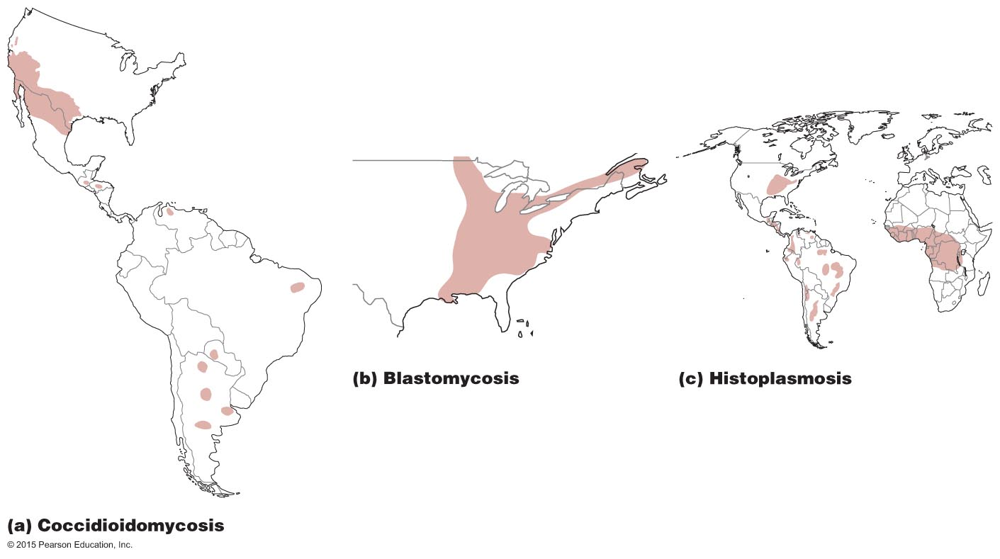 (b) Blastomycosis
(c) Histoplasmosis
(a) Coccidioidomycosis
© 2015 Pearson Education, Inc.